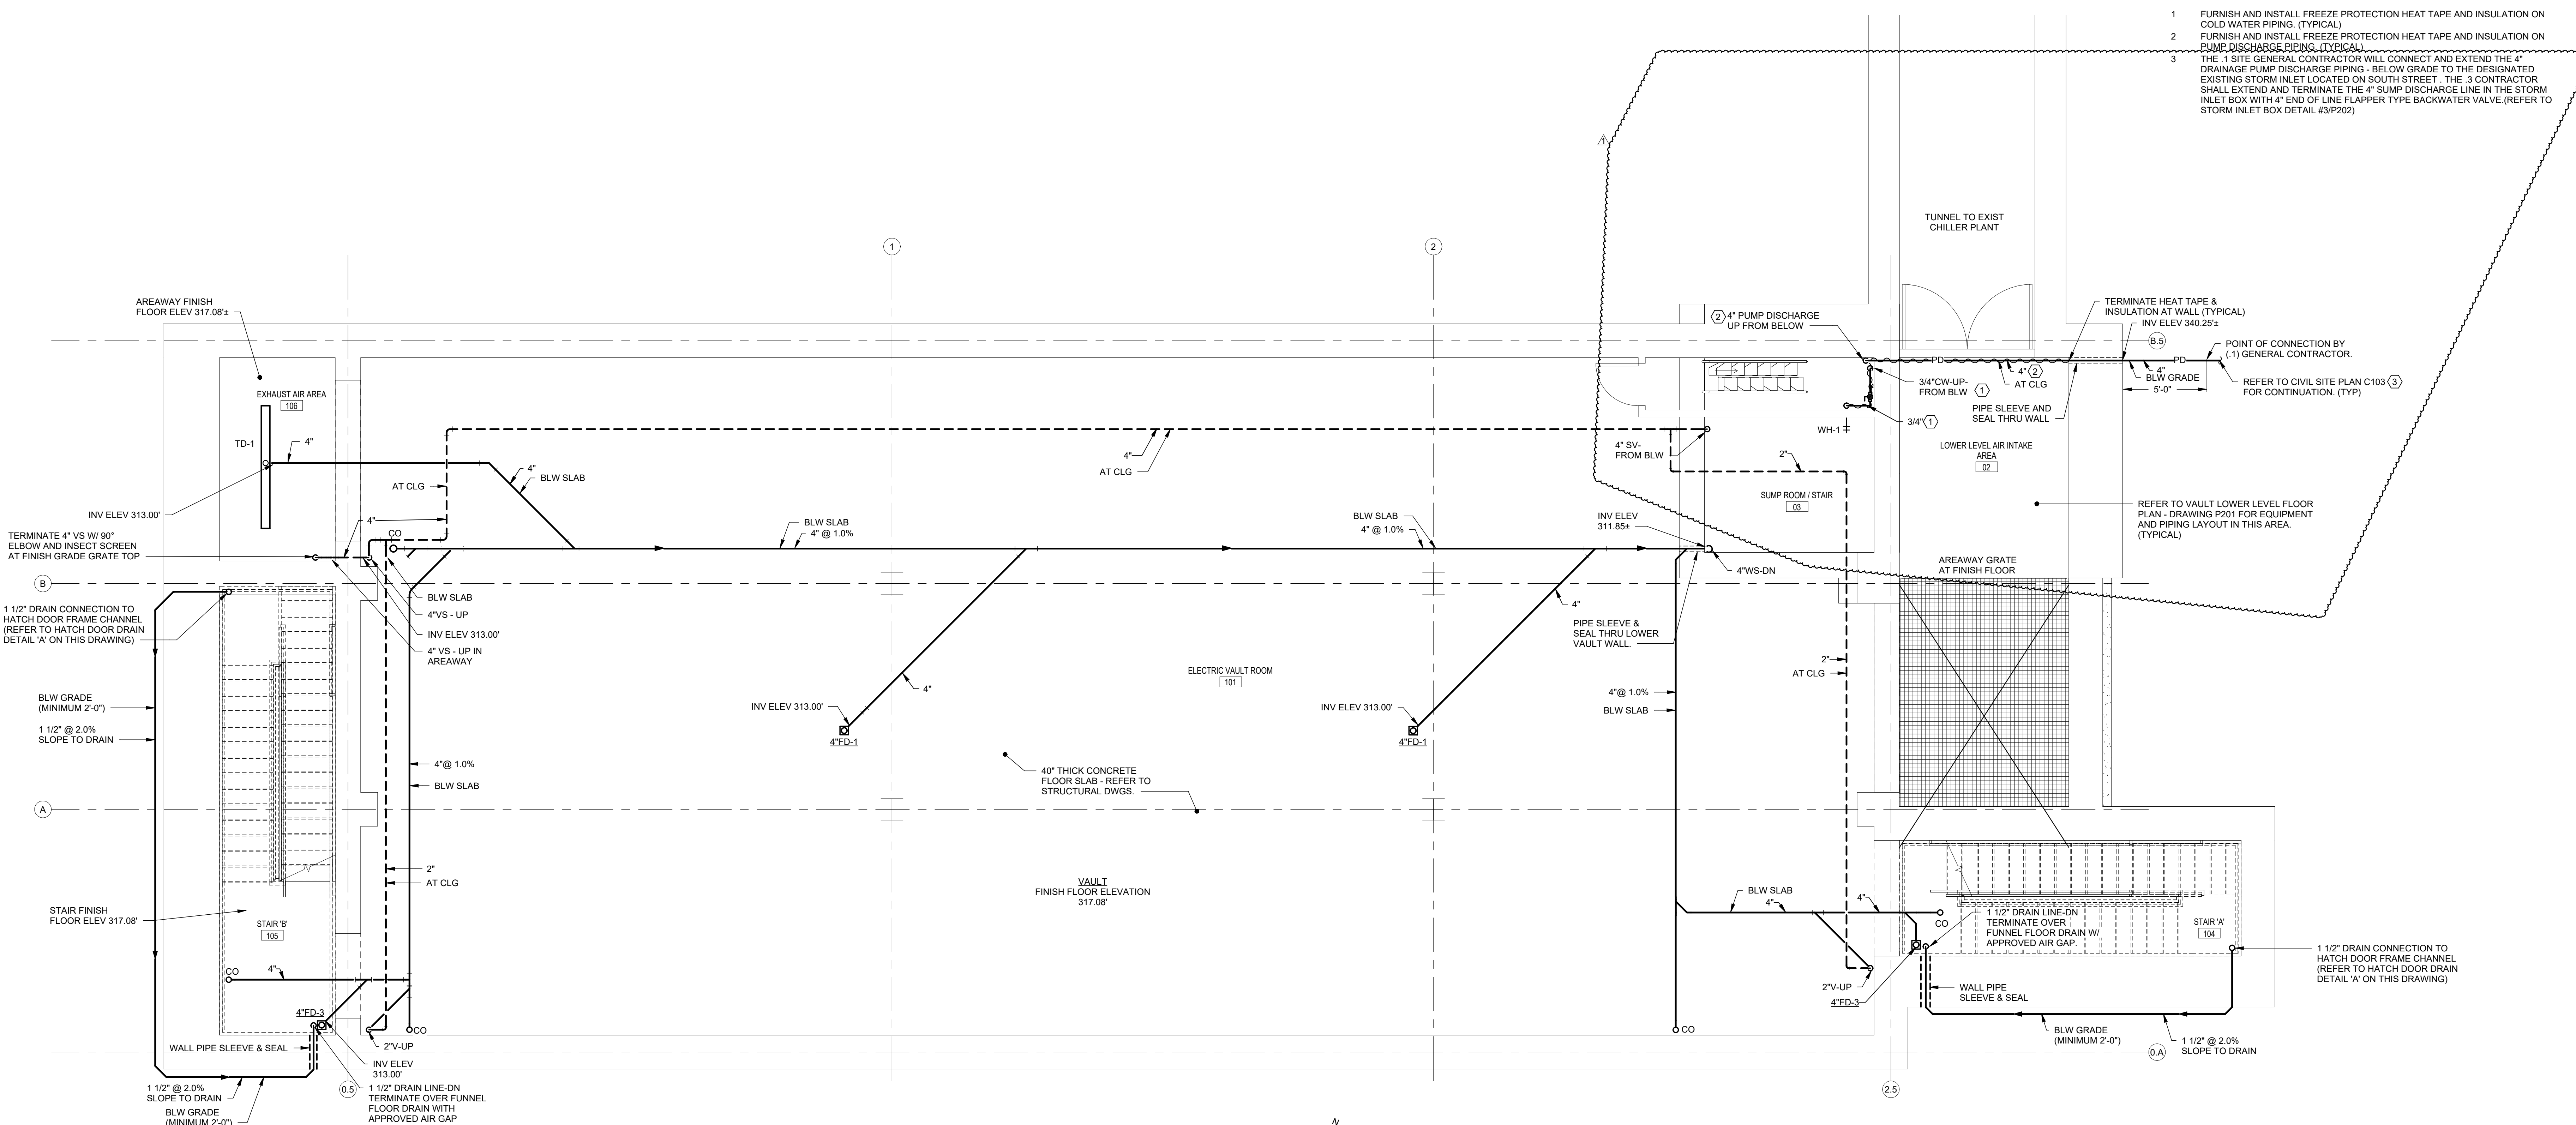 1 FURNISH AND INSTALL FREEZE PROTECTION HEAT TAPE AND INSULATION ON
COLD WATER PIPING. (TYPICAL)
2 FURNISH AND INSTALL FREEZE PROTECTION HEAT TAPE AND INSULATION ON
PUMP DISCHARGE PIPING. (TYPICAL)
3 THE .1 SITE GENERAL CONTRACTOR WILL CONNECT AND EXTEND THE 4"
DRAINAGE PUMP DISCHARGE PIPING - BELOW GRADE TO THE DESIGNATED
EXISTING STORM INLET LOCATED ON SOUTH STREET . THE .3 CONTRACTOR
SHALL EXTEND AND TERMINATE THE 4" SUMP DISCHARGE LINE IN THE STORM
INLET BOX WITH 4" END OF LINE FLAPPER TYPE BACKWATER VALVE.(REFER TO
STORM INLET BOX DETAIL #3/P202)
1
TUNNEL TO EXIST
CHILLER PLANT
1
2
AREAWAY FINISH
FLOOR ELEV 317.08'±
2 4" PUMP DISCHARGE
UP FROM BELOW
TERMINATE HEAT TAPE &
INSULATION AT WALL (TYPICAL)
INV ELEV 340.25'±
B.5
POINT OF CONNECTION BY
(.1) GENERAL CONTRACTOR.
PD
PD
4" 2
AT CLG
4"
BLW GRADE
5'-0"
REFER TO CIVIL SITE PLAN C103 3
FOR CONTINUATION. (TYP)
3/4"CW-UP-
FROM BLW 1
PIPE SLEEVE AND
SEAL THRU WALL
3/4" 1
WH-1
EXHAUST AIR AREA
106
TD-1
4"
4"
BLW SLAB
AT CLG
4"
AT CLG
4" SV-
FROM BLW
2"
LOWER LEVEL AIR INTAKE
AREA
02
SUMP ROOM / STAIR
03
REFER TO VAULT LOWER LEVEL FLOOR
PLAN - DRAWING P201 FOR EQUIPMENT
AND PIPING LAYOUT IN THIS AREA.
(TYPICAL)
INV ELEV 313.00'
4"
CO
TERMINATE 4" VS W/ 90°
ELBOW AND INSECT SCREEN
AT FINISH GRADE GRATE TOP
BLW SLAB
4" @ 1.0%
BLW SLAB
4" @ 1.0%
INV ELEV
311.85±
4"WS-DN
AREAWAY GRATE
AT FINISH FLOOR
B
1 1/2" DRAIN CONNECTION TO
HATCH DOOR FRAME CHANNEL
(REFER TO HATCH DOOR DRAIN
DETAIL 'A' ON THIS DRAWING)
BLW SLAB
4"VS - UP
INV ELEV 313.00'
4" VS - UP IN
AREAWAY
4"
PIPE SLEEVE &
SEAL THRU LOWER
VAULT WALL.
4"
ELECTRIC VAULT ROOM
101
2"
AT CLG
BLW GRADE
(MINIMUM 2'-0")
1 1/2" @ 2.0%
SLOPE TO DRAIN
INV ELEV 313.00'
4"FD-1
INV ELEV 313.00'
4"FD-1
4"@ 1.0%
BLW SLAB
4"@ 1.0%
BLW SLAB
40" THICK CONCRETE
FLOOR SLAB - REFER TO
STRUCTURAL DWGS.
A
2"
AT CLG
VAULT
FINISH FLOOR ELEVATION
317.08'
BLW SLAB
4"
4"
CO
1 1/2" DRAIN LINE-DN
TERMINATE OVER
FUNNEL FLOOR DRAIN W/
APPROVED AIR GAP.
STAIR 'A'
104
STAIR FINISH
FLOOR ELEV 317.08'
STAIR 'B'
105
1 1/2" DRAIN CONNECTION TO
HATCH DOOR FRAME CHANNEL
(REFER TO HATCH DOOR DRAIN
DETAIL 'A' ON THIS DRAWING)
CO
4"
2"V-UP
4"FD-3
WALL PIPE
SLEEVE & SEAL
4"FD-3
CO
CO
WALL PIPE SLEEVE & SEAL
2"V-UP
INV ELEV
313.00'
BLW GRADE
(MINIMUM 2'-0")
1 1/2" @ 2.0%
SLOPE TO DRAIN
0.A
1 1/2" @ 2.0%
SLOPE TO DRAIN
BLW GRADE
(MINIMUM 2'-0")
0.5
1 1/2" DRAIN LINE-DN
TERMINATE OVER FUNNEL
FLOOR DRAIN WITH
APPROVED AIR GAP
2.5
N